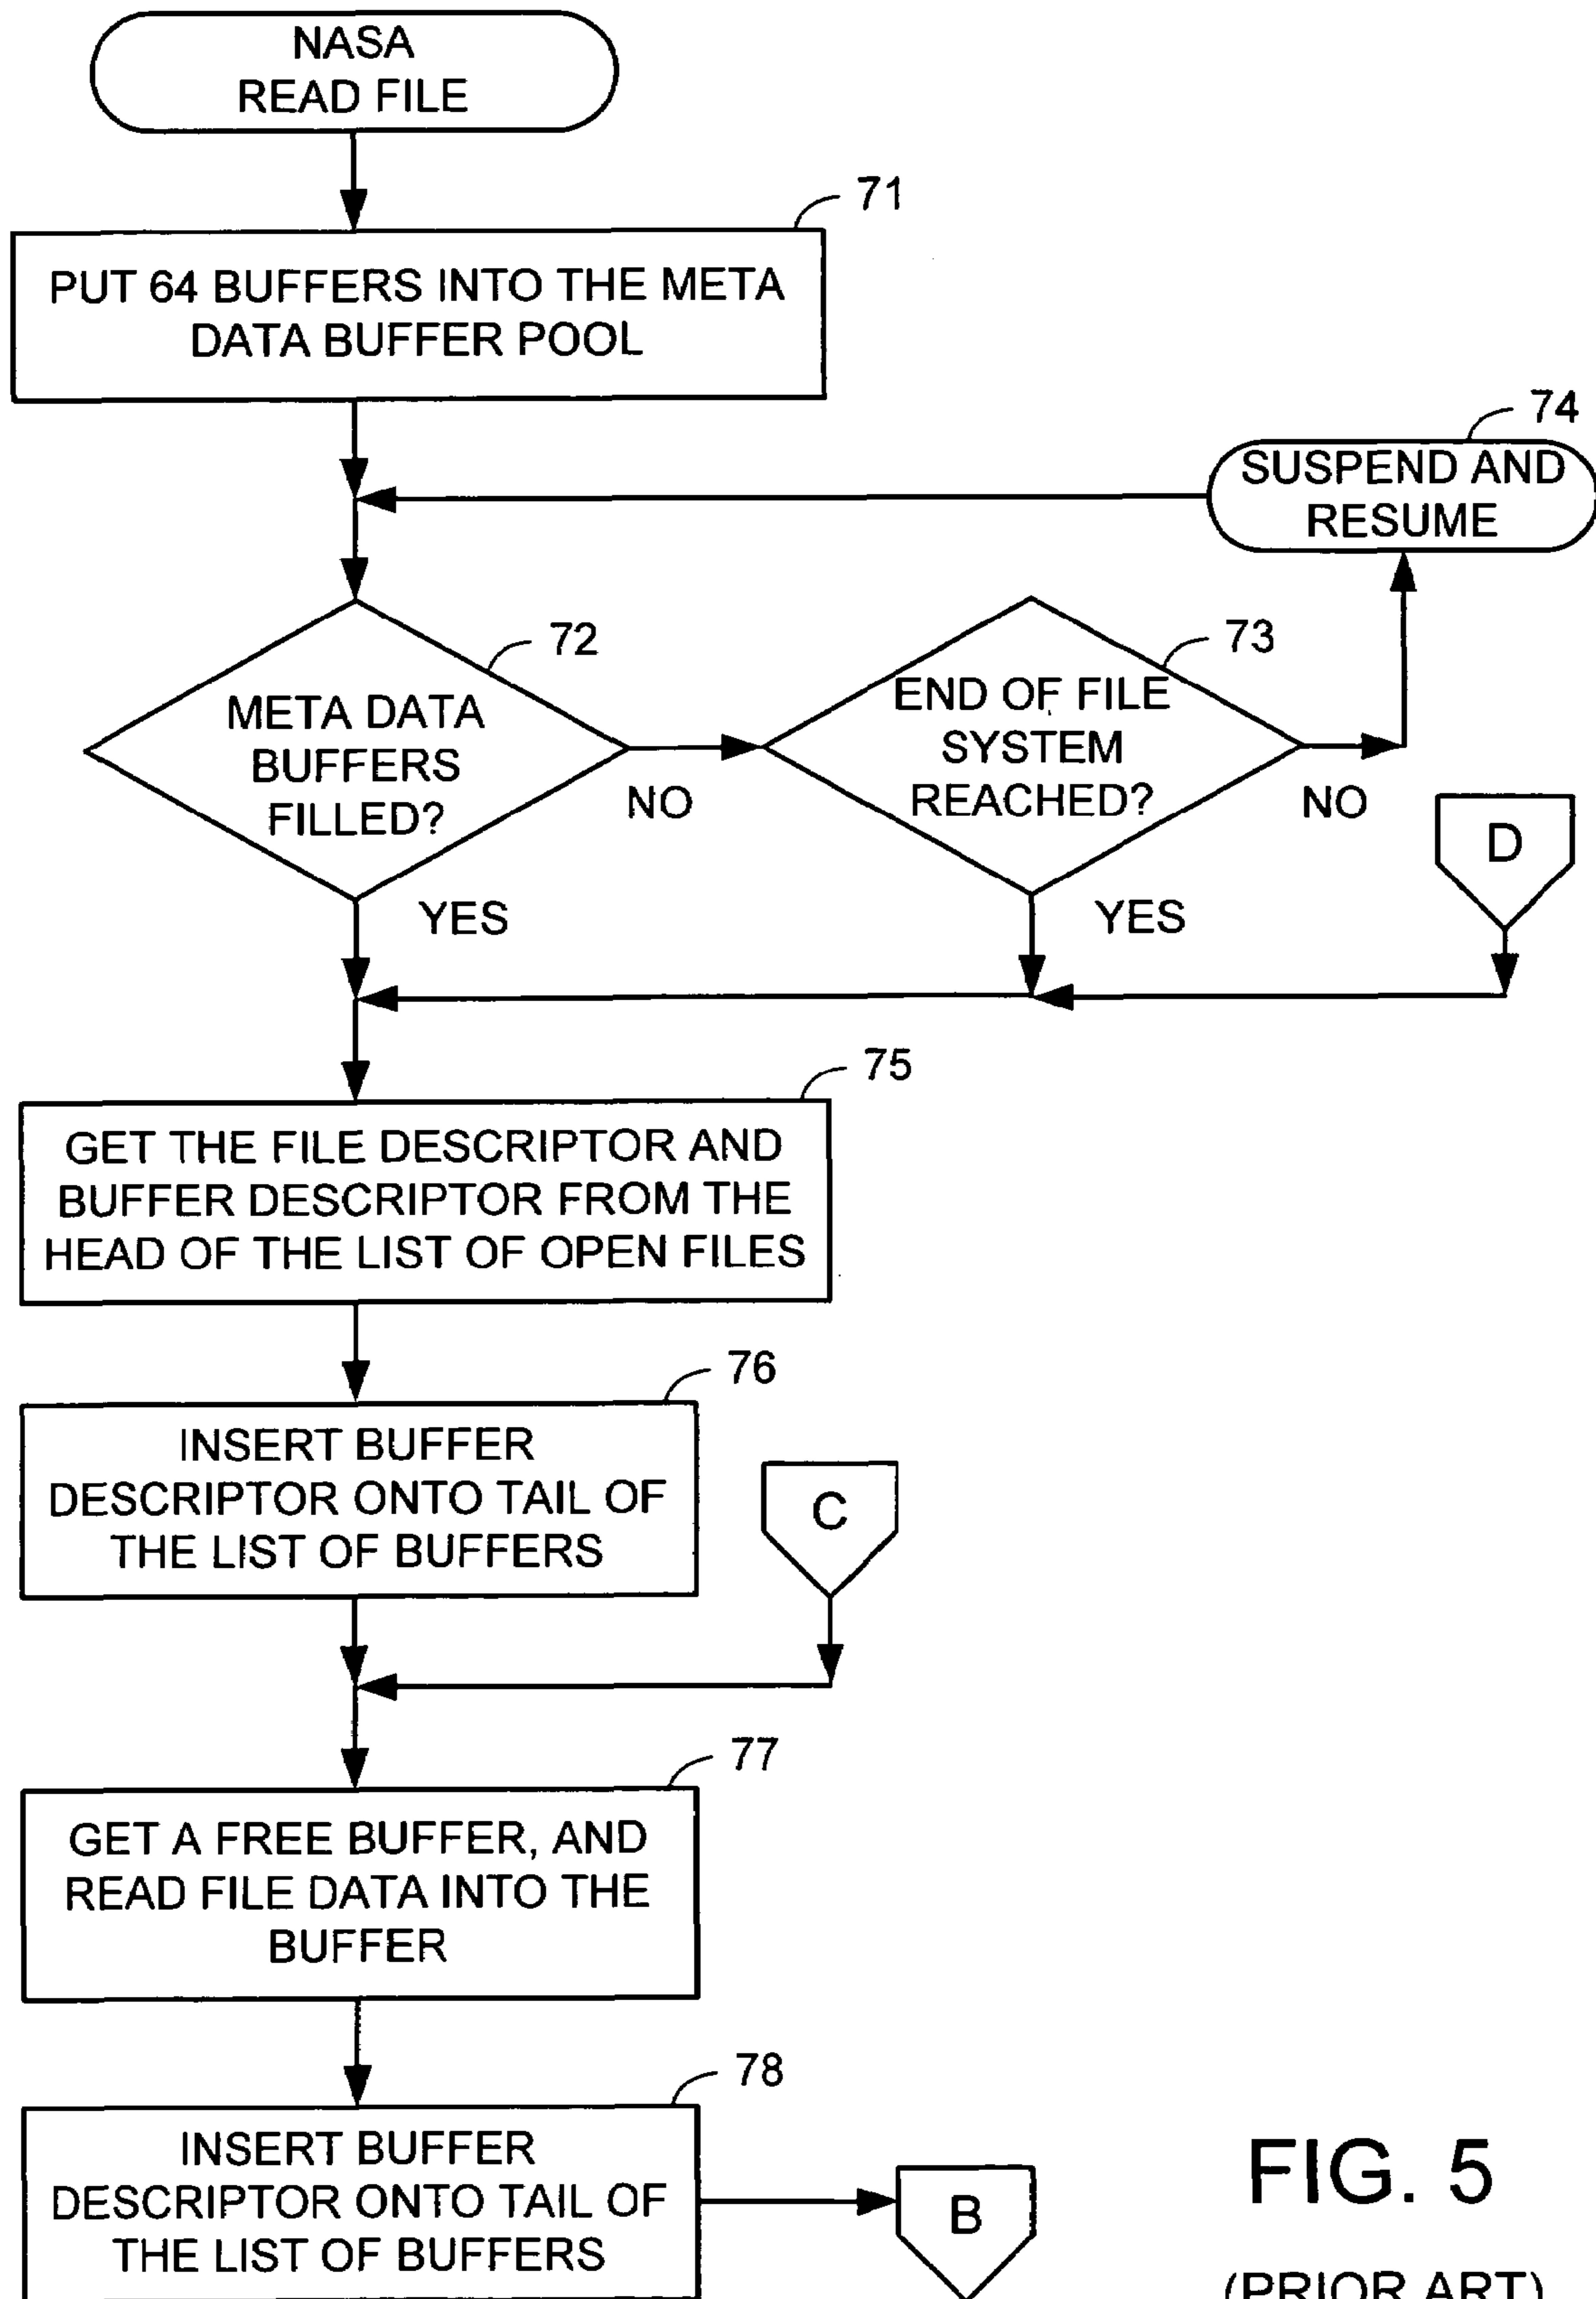 NASA
READ FILE
71
PUT 64 BUFFERS INTO THE META
DATA BUFFER POOL
74
SUSPEND AND
RESUME
72
META DATA
BUFFERS
FILLED?
NO
YES
73
END OF FILE
SYSTEM
REACHED?
NO
YES
D
75
GET THE FILE DESCRIPTOR AND
BUFFER DESCRIPTOR FROM THE
HEAD OF THE LIST OF OPEN FILES
76
INSERT BUFFER
DESCRIPTOR ONTO TAIL OF
THE LIST OF BUFFERS
C
77
GET A FREE BUFFER, AND
READ FILE DATA INTO THE
BUFFER
78
INSERT BUFFER
DESCRIPTOR ONTO TAIL OF
THE LIST OF BUFFERS
B
FIG. 5
(PRIOR ART)